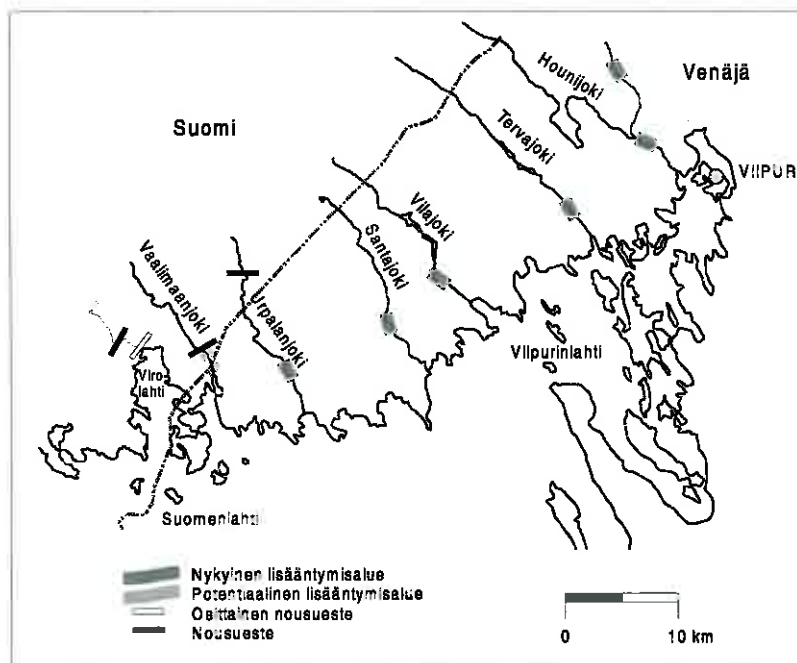 Suomi
Venäjä
Hounijoki
Tervajoki
VIIPUR
Vilajoki
Santajoki
Vaalimaanjoki
Urpalanjoki
Viro-
lahti
Viipurinlahti
Suomenlahti
Nykyinen lisääntymisalue
Potentiaalinen lisääntymisalue
Osittainen nousueste
Nousueste
0 10 km